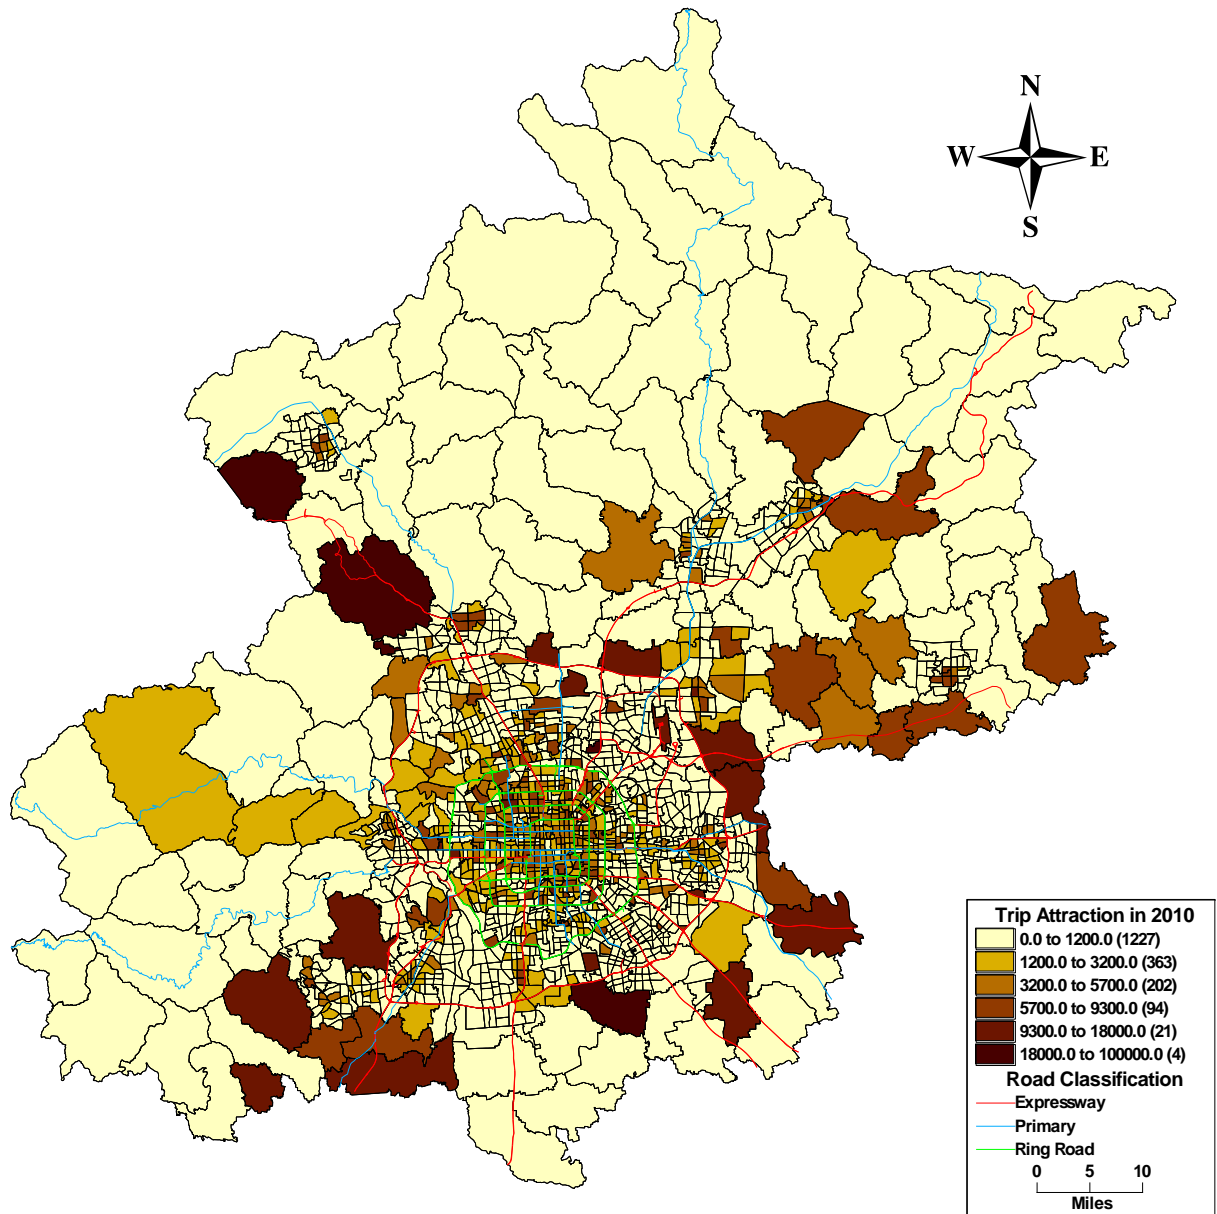 N
W E
S
Trip Attraction in 2010
0.0 to 1200.0 (1227)
1200.0 to 3200.0 (363)
3200.0 to 5700.0 (202)
5700.0 to 9300.0 (94)
9300.0 to 18000.0 (21)
18000.0 to 100000.0 (4)
Road Classification
Expressway
Primary
Ring Road
0 5 10
Miles